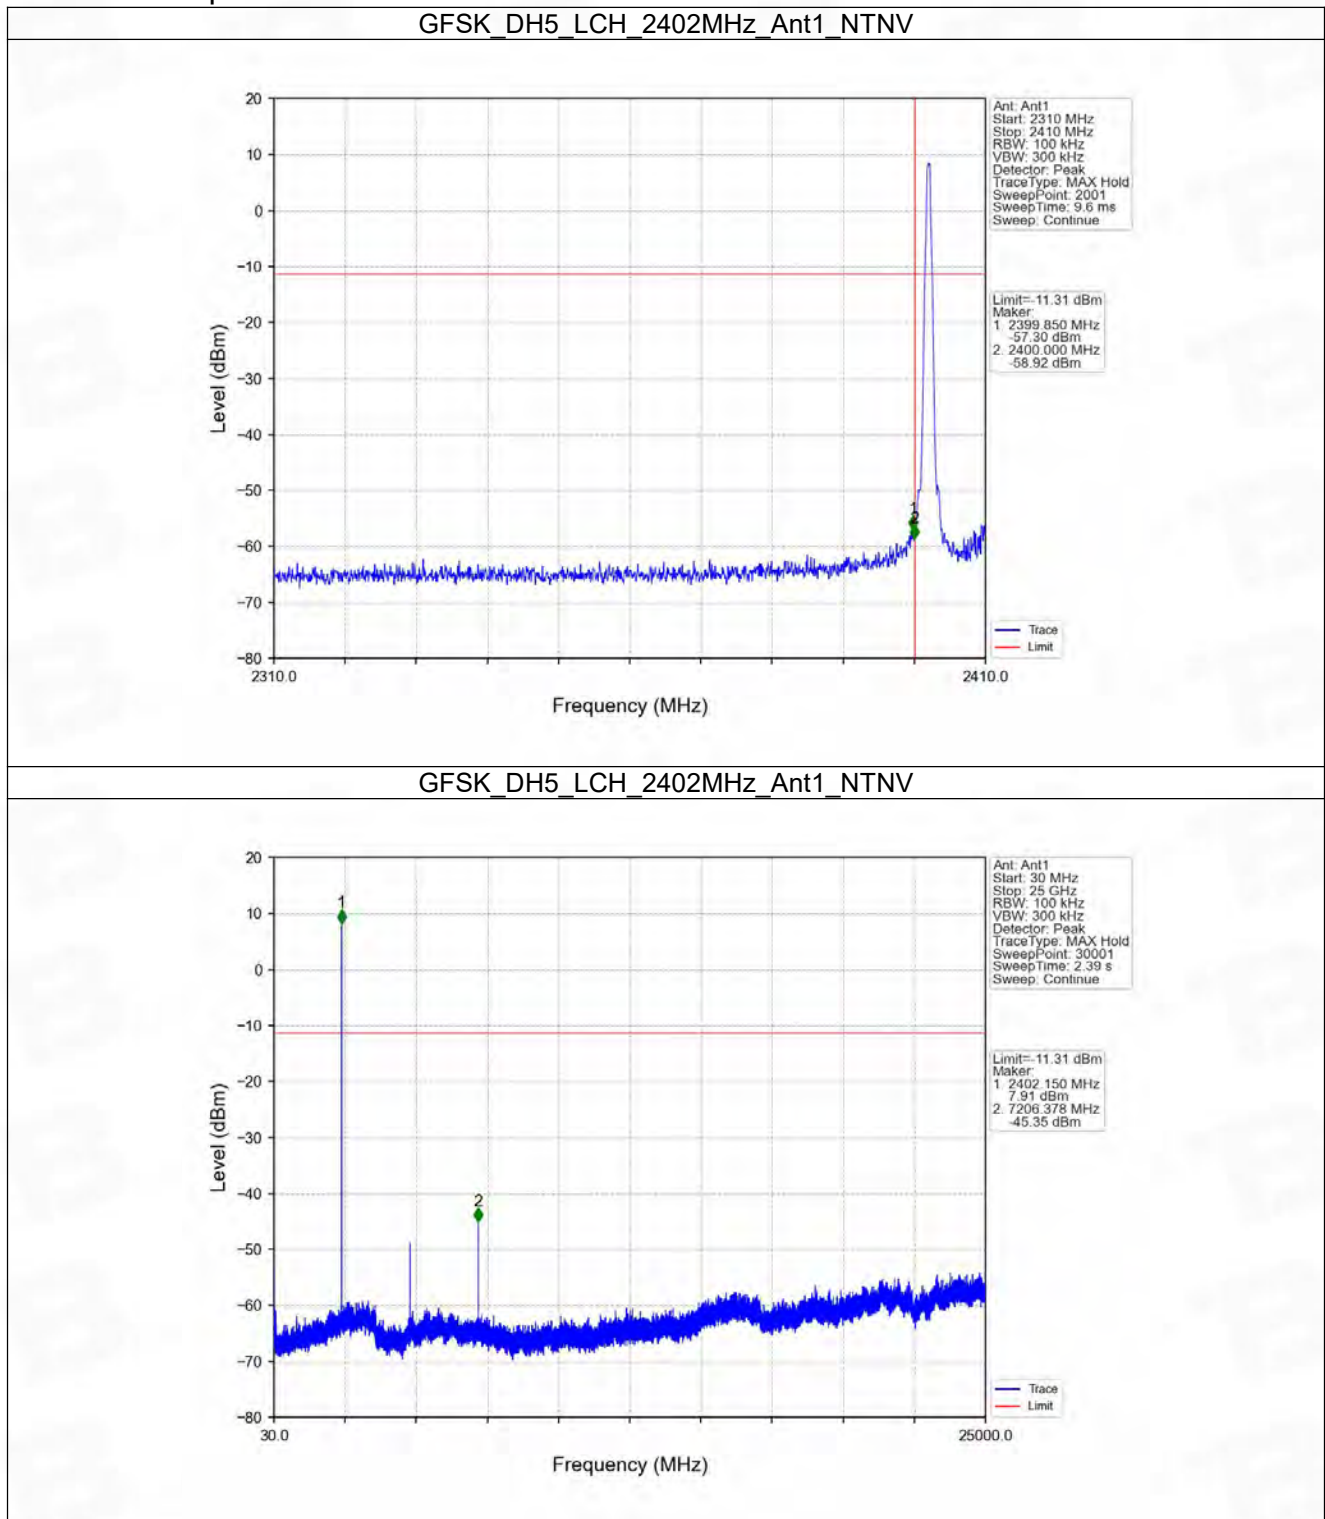 GFSK_DH5_LCH_2402MHz_Ant1_NTNV
20
10
0
−10
−20
−30
−40
−50
−60
−70
−80
Level (dBm)
1
2
2310.0
2410.0
Frequency (MHz)
Ant: Ant1
Start: 2310 MHz
Stop: 2410 MHz
RBW: 100 kHz
VBW: 300 kHz
Detector: Peak
TraceType: MAX Hold
SweepPoint: 2001
SweepTime: 9.6 ms
Sweep: Continue
Limit=-11.31 dBm
Maker:
1. 2399.850 MHz
-57.30 dBm
2. 2400.000 MHz
-58.92 dBm
Trace
Limit
GFSK_DH5_LCH_2402MHz_Ant1_NTNV
20
10
0
−10
−20
−30
−40
−50
−60
−70
−80
Level (dBm)
1
2
30.0
25000.0
Frequency (MHz)
Ant: Ant1
Start: 30 MHz
Stop: 25 GHz
RBW: 100 kHz
VBW: 300 kHz
Detector: Peak
TraceType: MAX Hold
SweepPoint: 30001
SweepTime: 2.39 s
Sweep: Continue
Limit=-11.31 dBm
Maker:
1. 2402.150 MHz
7.91 dBm
2. 7206.378 MHz
-45.35 dBm
Trace
Limit